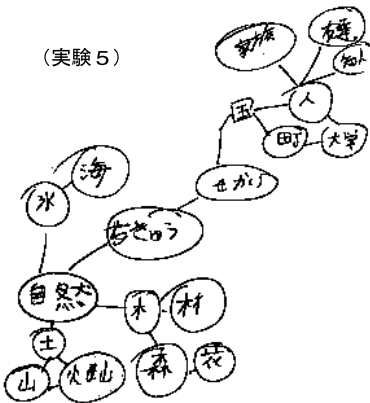 （実験５）
家族
友達
知人
国
人
町
大学
せかい
海
水
ちきゅう
自然
木
林
土
山
火山
森
花